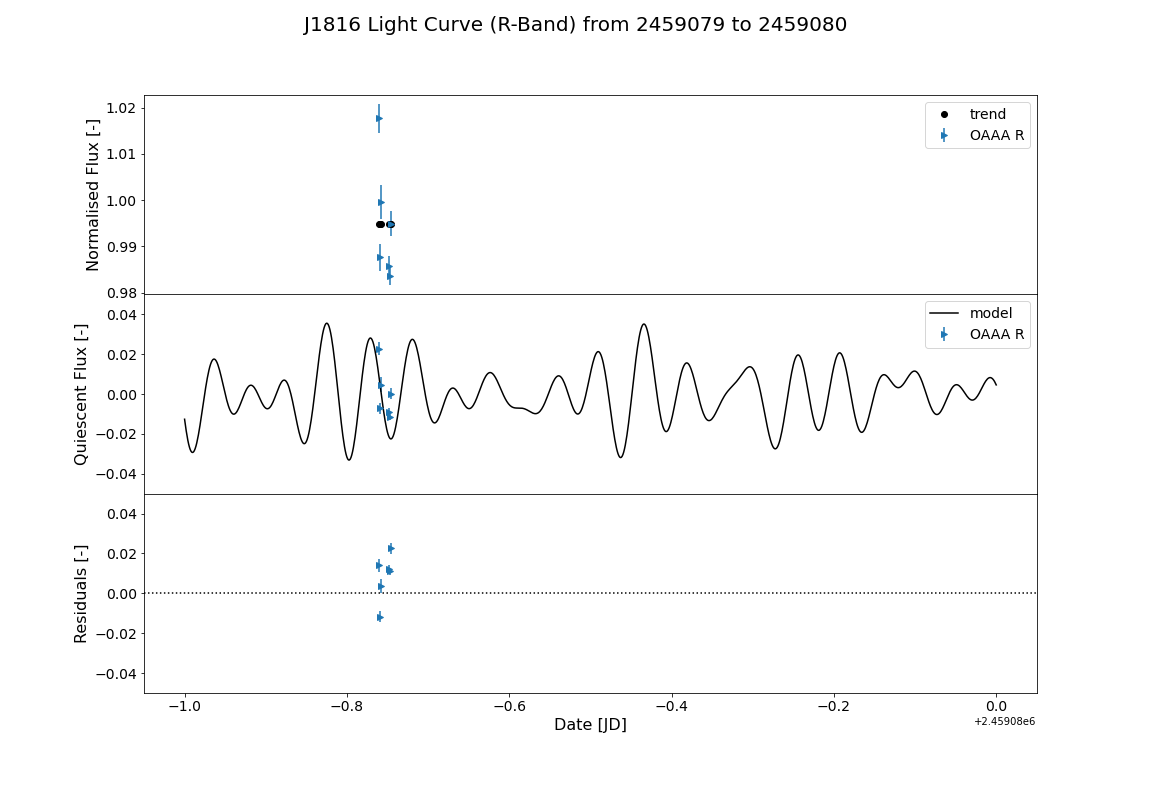 J1816 Light Curve (R-Band) from 2459079 to 2459080
1.02
1.01
1.00
0.99
0.98
Normalised Flux [-]
trend
OAAA R
0.04
0.02
0.00
−0.02
−0.04
Quiescent Flux [-]
model
OAAA R
0.04
0.02
0.00
−0.02
−0.04
Residuals [-]
−1.0 −0.8 −0.6 −0.4 −0.2 0.0
+2.45908e6
Date [JD]